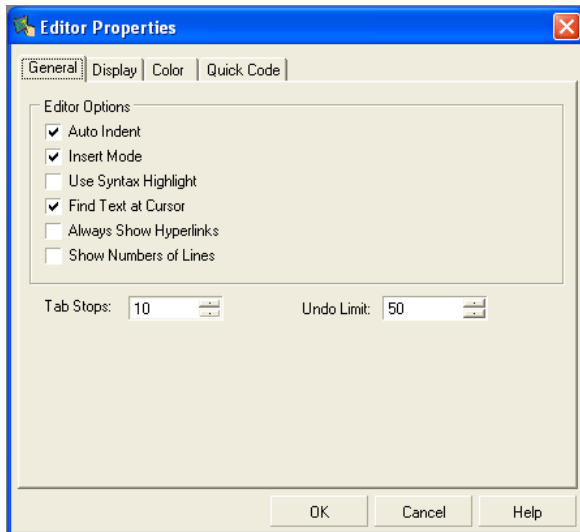 Editor Properties
General Display Color Quick Code
Editor Options
Auto Indent
Insert Mode
Use Syntax Highlight
Find Text at Cursor
Always Show Hyperlinks
Show Numbers of Lines
Tab Stops: 10 Undo Limit: 50
OK Cancel Help